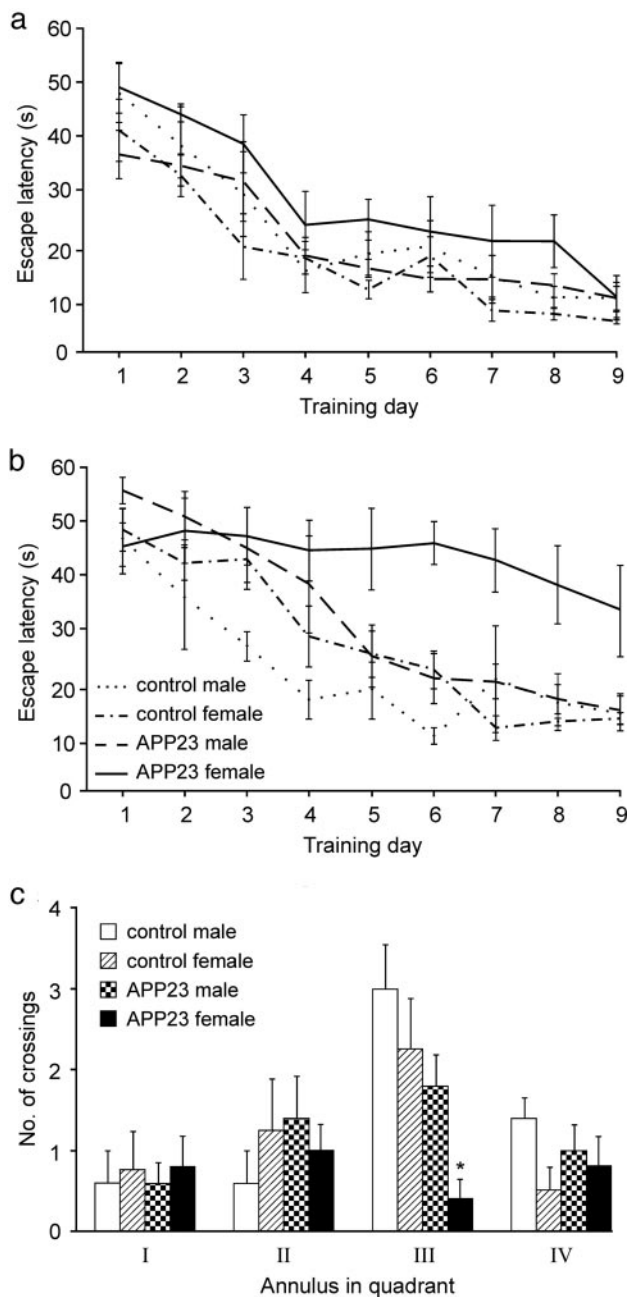 a
60
50
40
30
20
10
0
Escape latency (s)
1 2 3 4 5 6 7 8 9
Training day
b
60
50
40
30
20
10
0
Escape latency (s)
control male
control female
APP23 male
APP23 female
1 2 3 4 5 6 7 8 9
Training day
c
4
3
2
1
0
No. of crossings
control male
control female
APP23 male
APP23 female
*
I II III IV
Annulus in quadrant